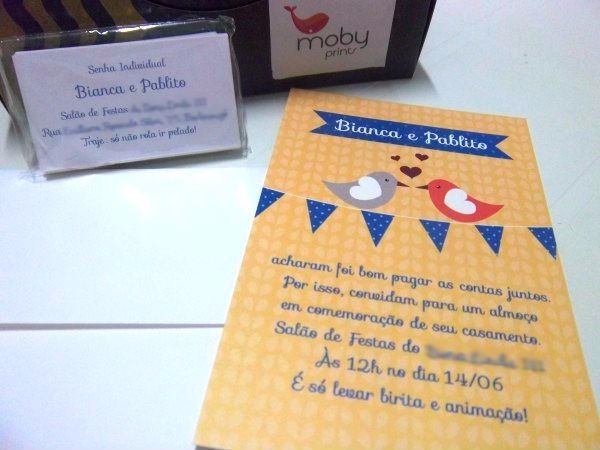 moby
prints
Senha Individual
Bianca e Pablito
Salão de Festas
Rua
Traje: só não rola ir pelado!
Bianca e Pablito
acharam foi bom pagar as contas juntos.
Por isso, convidam para um almoço
em comemoração de seu casamento.
Salão de Festas do
Às 12h no dia 14/06
É só levar birita e animação!